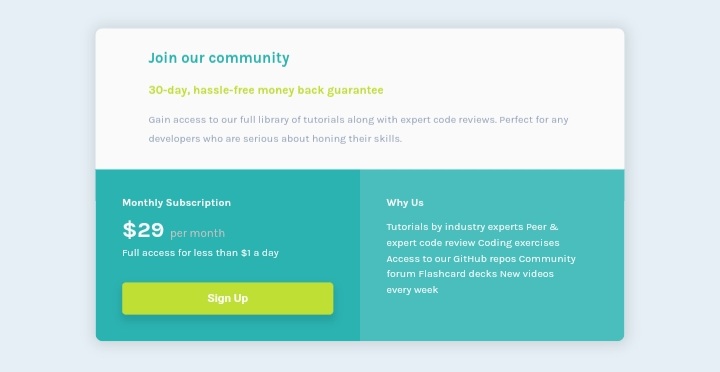 Join our community
30-day, hassle-free money back guarantee
Gain access to our full library of tutorials along with expert code reviews. Perfect for any
developers who are serious about honing their skills.
Monthly Subscription
$29 per month
Full access for less than $1 a day
Sign Up
Why Us
Tutorials by industry experts Peer &
expert code review Coding exercises
Access to our GitHub repos Community
forum Flashcard decks New videos
every week